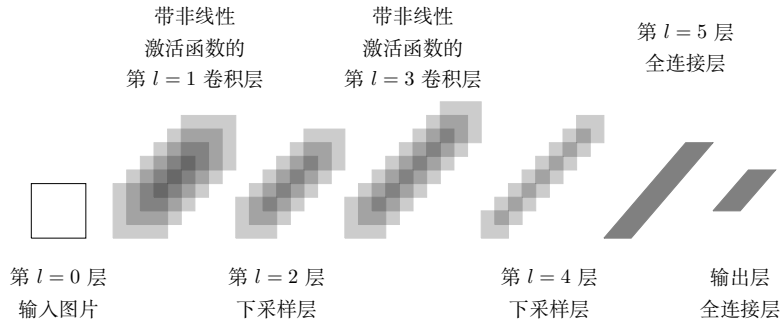 带非线性
激活函数的
第 l = 1 卷积层
带非线性
激活函数的
第 l = 3 卷积层
第 l = 5 层
全连接层
第 l = 0 层
输入图片
第 l = 2 层
下采样层
第 l = 4 层
下采样层
输出层
全连接层